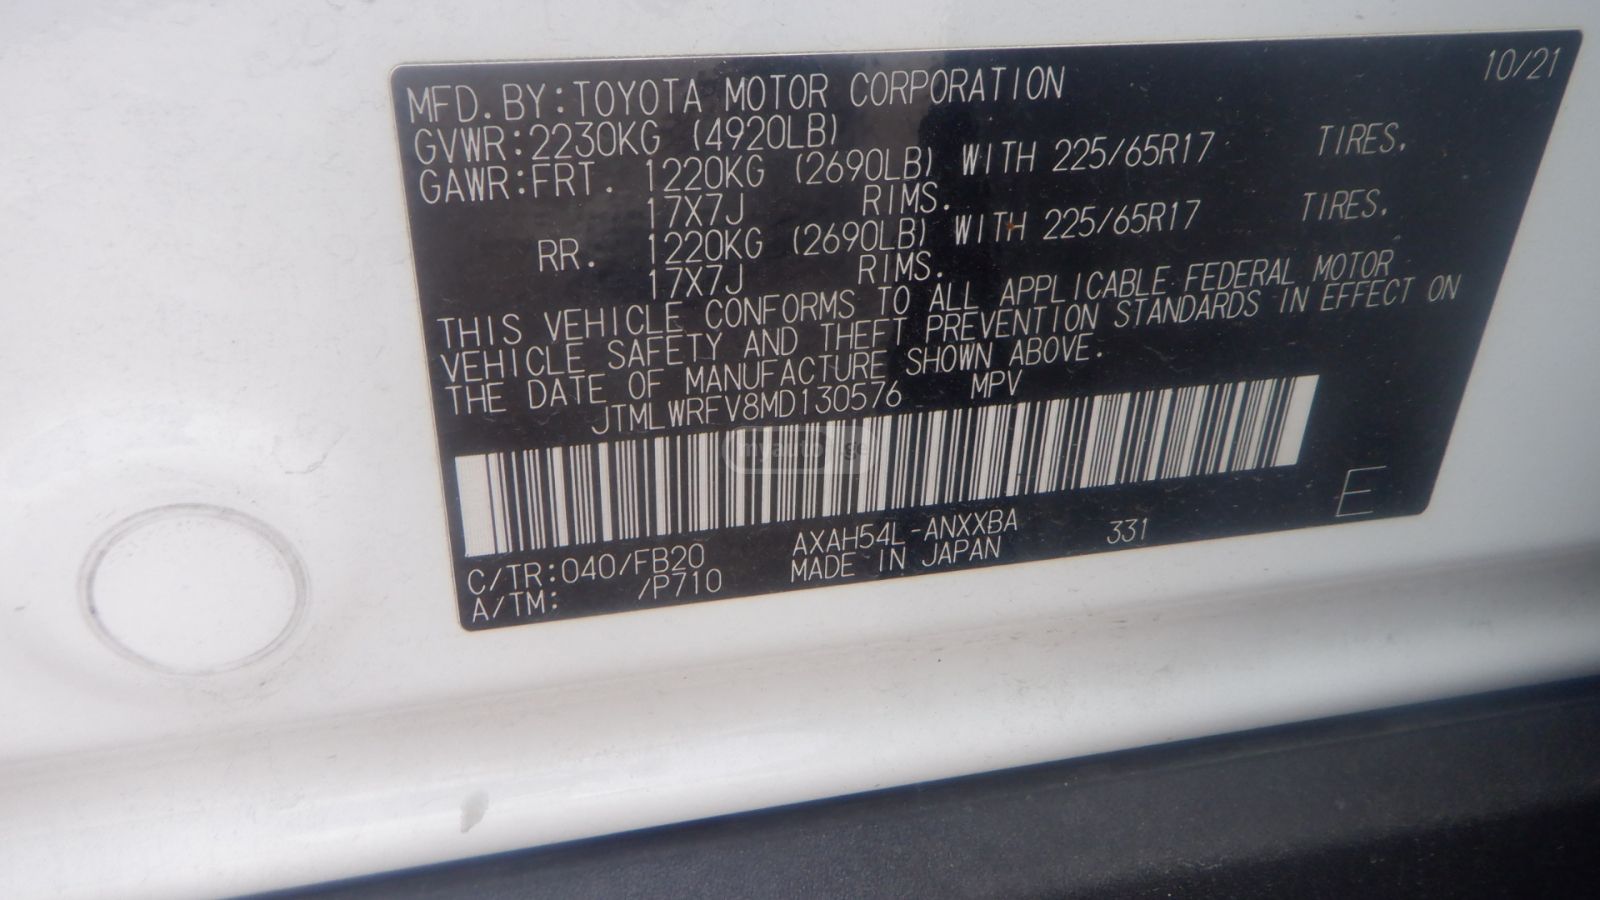 10/21
MFD.BY:TOYOTA MOTOR CORPORATION
GVWR:2230KG (4920LB)
GAWR:FRT. 1220KG (2690LB) WITH 225/65R17 TIRES.
17X7J RIMS.
RR. 1220KG (2690LB) WITH 225/65R17 TIRES.
17X7J RIMS.
THIS VEHICLE CONFORMS TO ALL APPLICABLE FEDERAL MOTOR
VEHICLE SAFETY AND THEFT PREVENTION STANDARDS IN EFFECT ON
THE DATE OF MANUFACTURE SHOWN ABOVE.
JTMLWRFV8MD130576 MPV
myauto.ge
C/TR:040/FB20 AXAH54L-ANXXBA 331 E
A/TM: /P710 MADE IN JAPAN